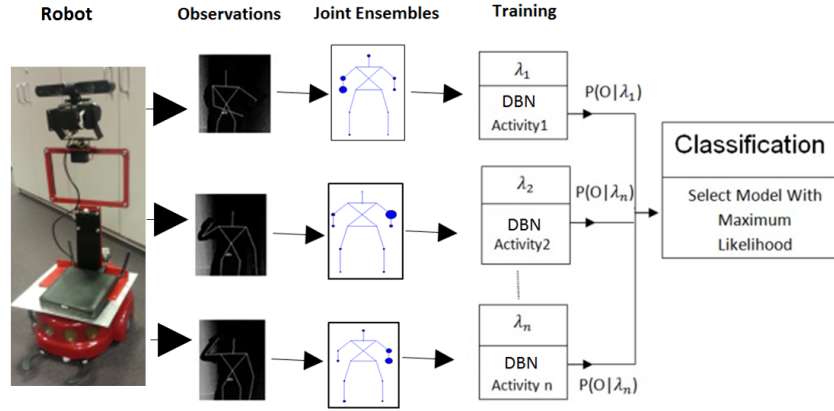 Robot
Observations
Joint Ensembles
Training
λ1
DBN
Activity1
P(O|λ1)
λ2
DBN
Activity2
P(O|λn)
λn
DBN
Activity n
P(O|λn)
Classification
Select Model With
Maximum
Likelihood